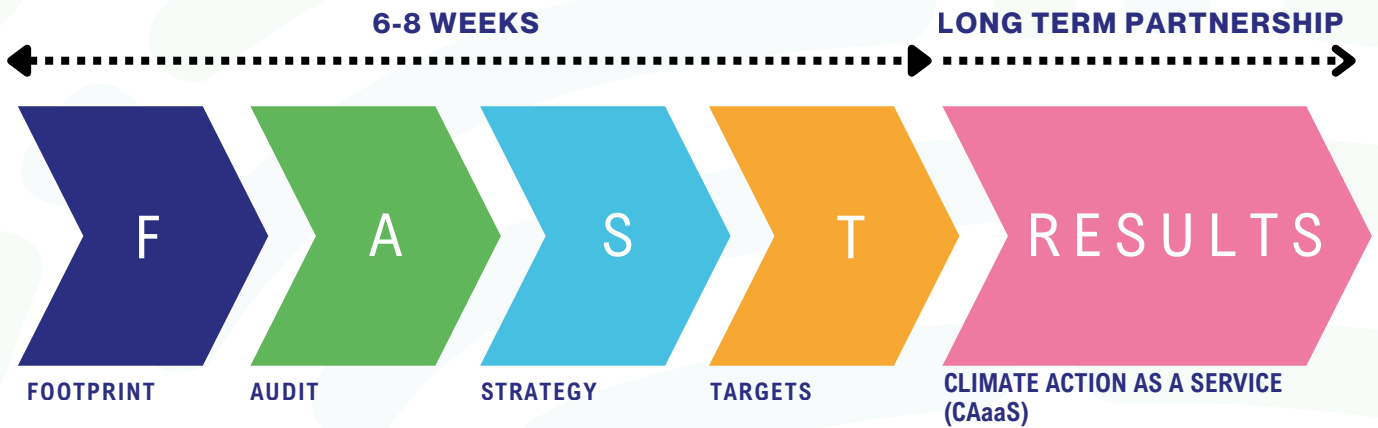 6-8 WEEKS
LONG TERM PARTNERSHIP
F
A
S
T
RESULTS
FOOTPRINT
AUDIT
STRATEGY
TARGETS
CLIMATE ACTION AS A SERVICE
(CAaaS)